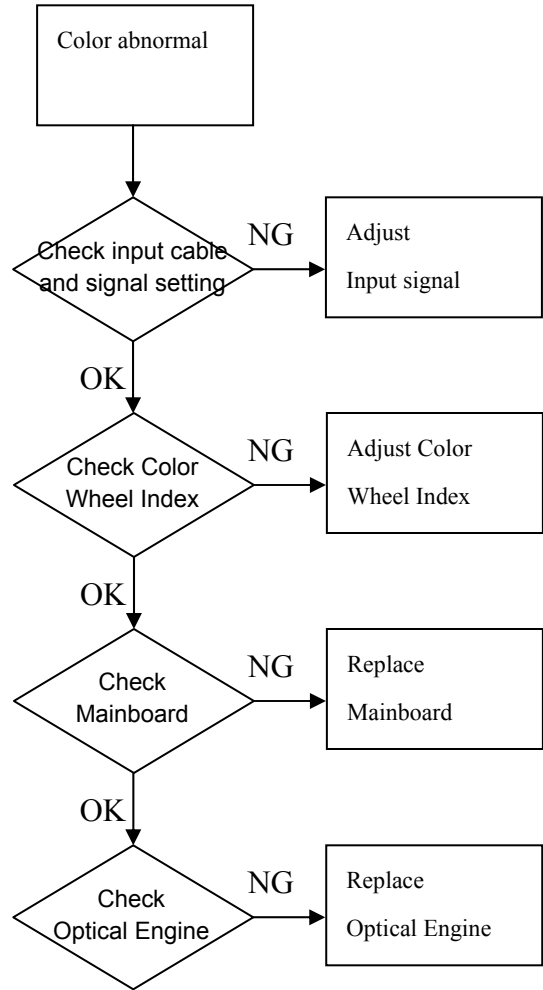 Color abnormal
Check input cable
and signal setting
NG
Adjust
Input signal
OK
Check Color
Wheel Index
NG
Adjust Color
Wheel Index
OK
Check
Mainboard
NG
Replace
Mainboard
OK
Check
Optical Engine
NG
Replace
Optical Engine